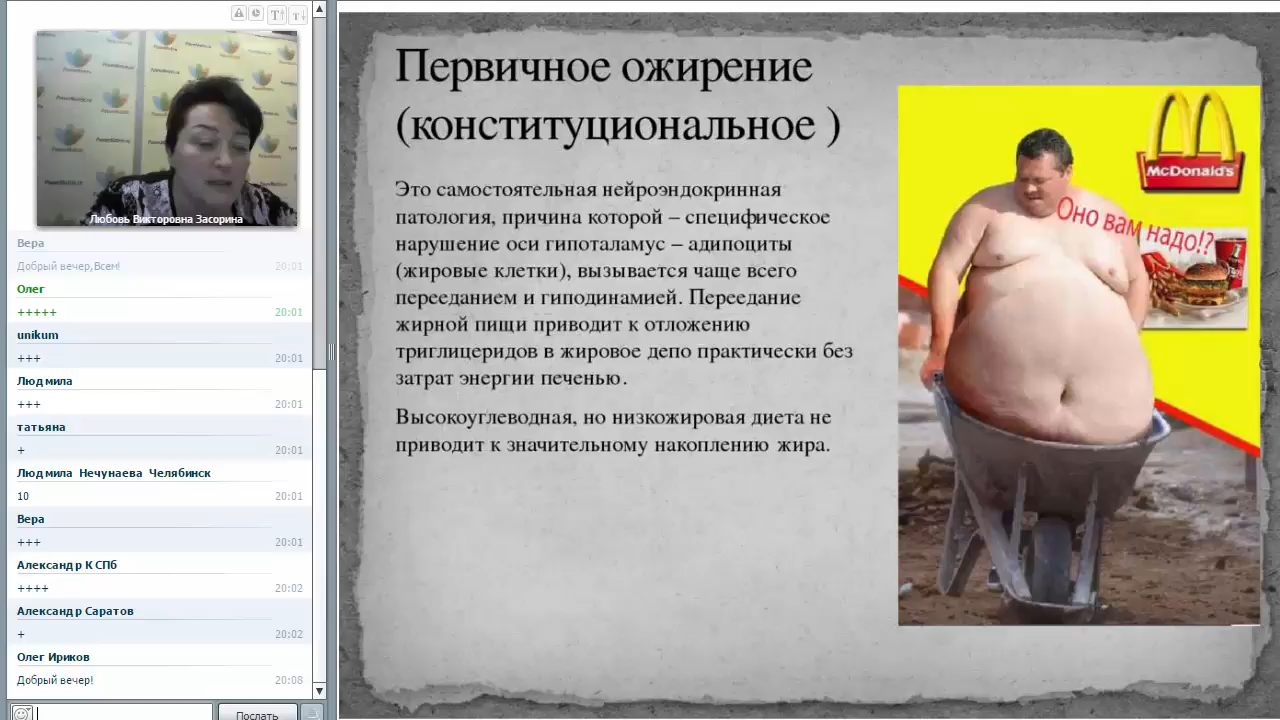 Любовь Викторовна Засорина
Вера
Добрый вечер,Всем!
20:01
Олег
+++++
20:01
unikum
+++
20:01
Людмила
+++
20:01
татьяна
+
20:01
Людмила Нечунаева Челябинск
10
20:01
Вера
+++
20:01
Александр К СПб
++++
20:02
Александр Саратов
+
20:02
Олег Ириков
Добрый вечер!
20:08
Послать
Первичное ожирение
(конституциональное )
Это самостоятельная нейроэндокринная
патология, причина которой – специфическое
нарушение оси гипоталамус – адипоциты
(жировые клетки), вызывается чаще всего
перееданием и гиподинамией. Переедание
жирной пищи приводит к отложению
триглицеридов в жировое депо практически без
затрат энергии печенью.
Высокоуглеводная, но низкожировая диета не
приводит к значительному накоплению жира.
McDonald's
Оно вам надо!?